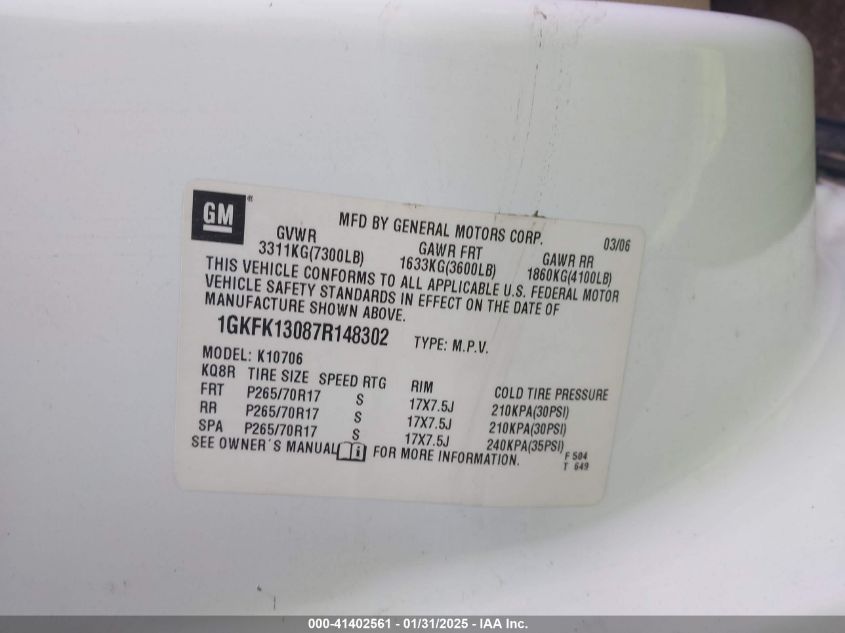 GM ®
MFD BY GENERAL MOTORS CORP. 03/06
GVWR GAWR FRT GAWR RR
3311KG(7300LB) 1633KG(3600LB) 1860KG(4100LB)
THIS VEHICLE CONFORMS TO ALL APPLICABLE U.S. FEDERAL MOTOR
VEHICLE SAFETY STANDARDS IN EFFECT ON THE DATE OF
MANUFACTURE SHOWN ABOVE.
1GKFK13087R148302 TYPE: M.P.V.
MODEL: K10706
KQ8R TIRE SIZE SPEED RTG RIM COLD TIRE PRESSURE
FRT P265/70R17 S 17X7.5J 210KPA(30PSI)
RR P265/70R17 S 17X7.5J 210KPA(30PSI)
SPA P265/70R17 S 17X7.5J 240KPA(35PSI)
SEE OWNER'S MANUAL i FOR MORE INFORMATION.
F 504
T 649
000-41402561 - 01/31/2025 - IAA Inc.